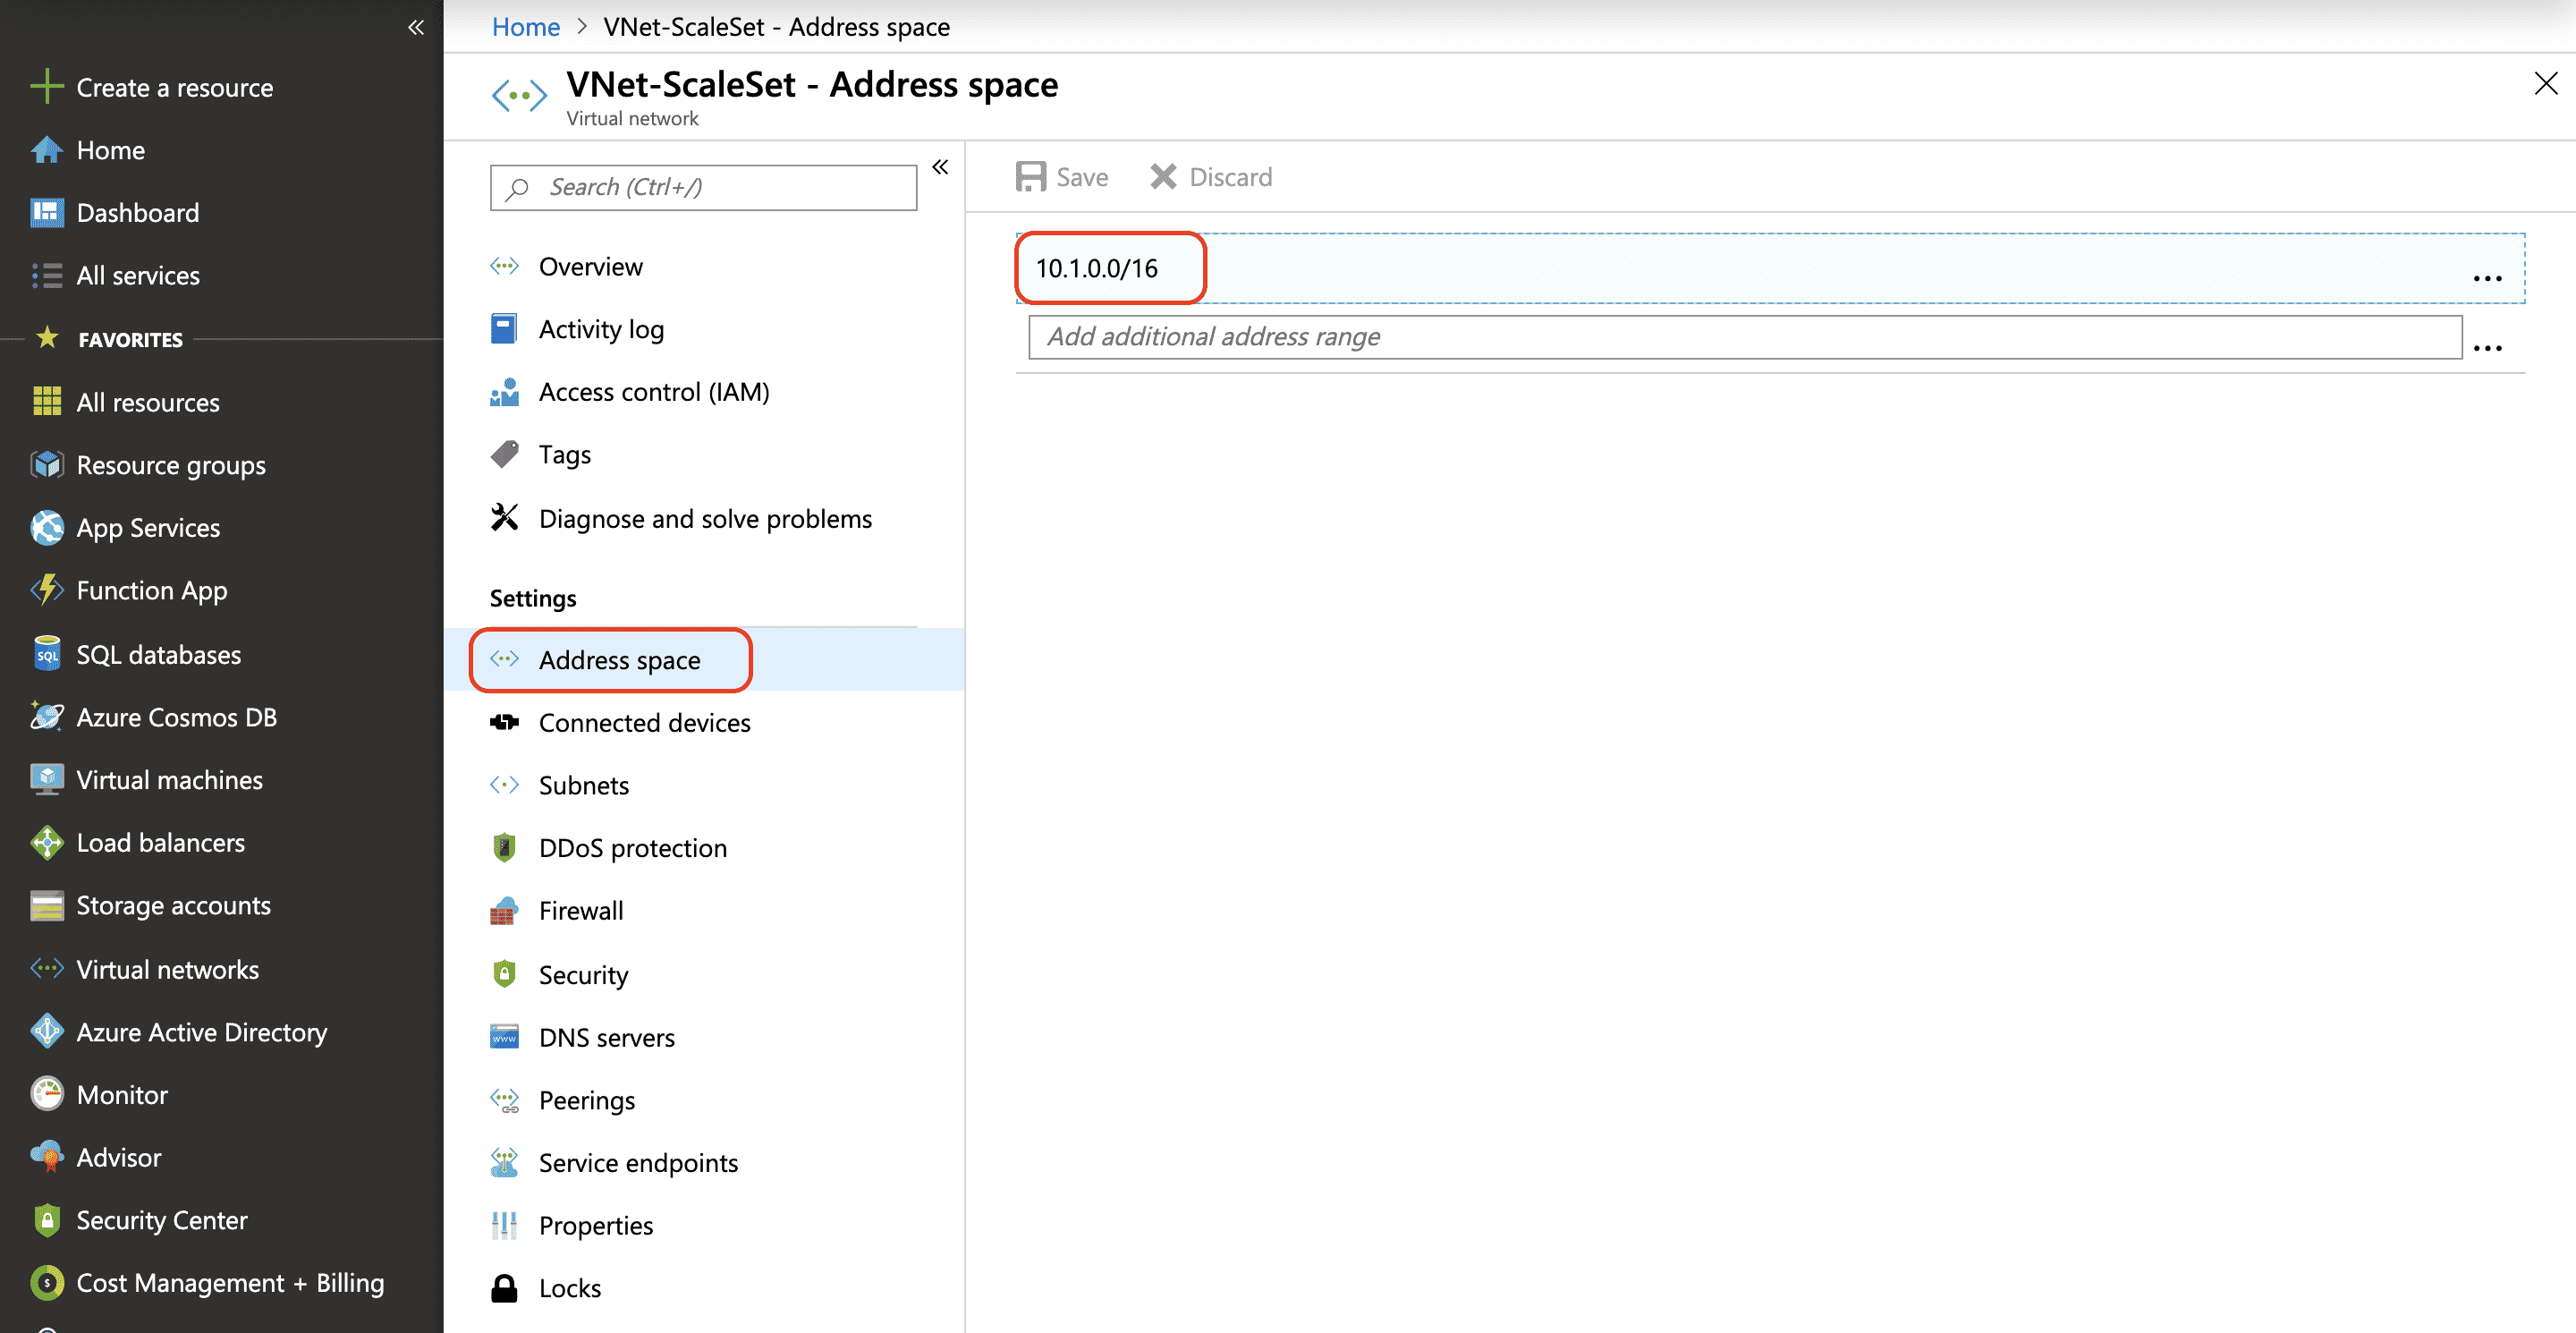 Home > VNet-ScaleSet - Address space
VNet-ScaleSet - Address space
Virtual network
Create a resource
Home
Dashboard
All services
FAVORITES
All resources
Resource groups
App Services
Function App
SQL databases
Azure Cosmos DB
Virtual machines
Load balancers
Storage accounts
Virtual networks
Azure Active Directory
Monitor
Advisor
Security Center
Cost Management + Billing
Search (Ctrl+/)
Overview
Activity log
Access control (IAM)
Tags
Diagnose and solve problems
Settings
Address space
Connected devices
Subnets
DDoS protection
Firewall
Security
DNS servers
Peerings
Service endpoints
Properties
Locks
Save
Discard
10.1.0.0/16
...
Add additional address range
...